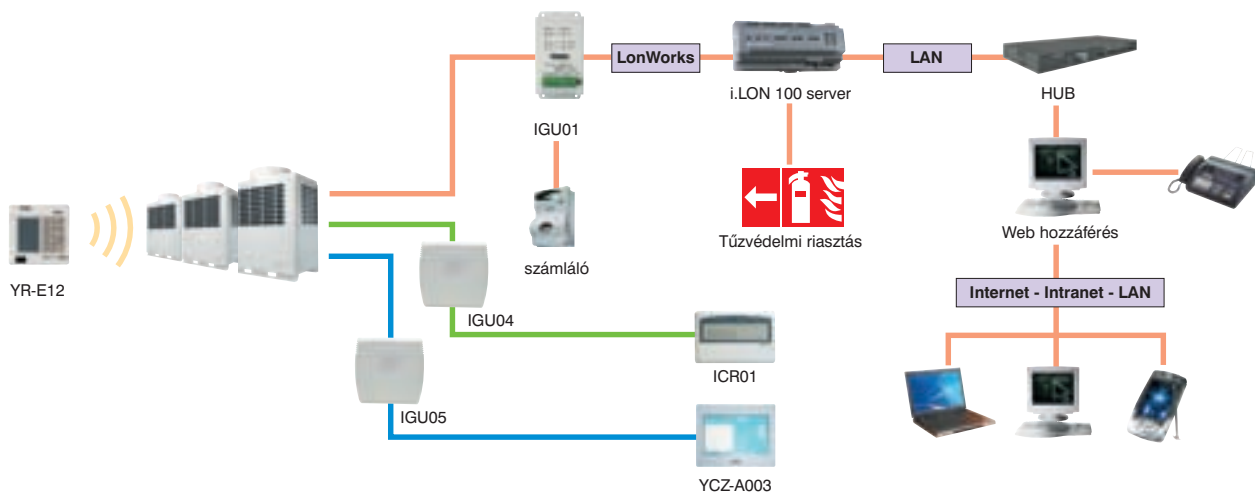 LonWorks
LAN
i.LON 100 server
HUB
IGU01
Tűzvédelmi riasztás
Web hozzáférés
számláló
YR-E12
Internet - Intranet - LAN
IGU04
ICR01
IGU05
YCZ-A003